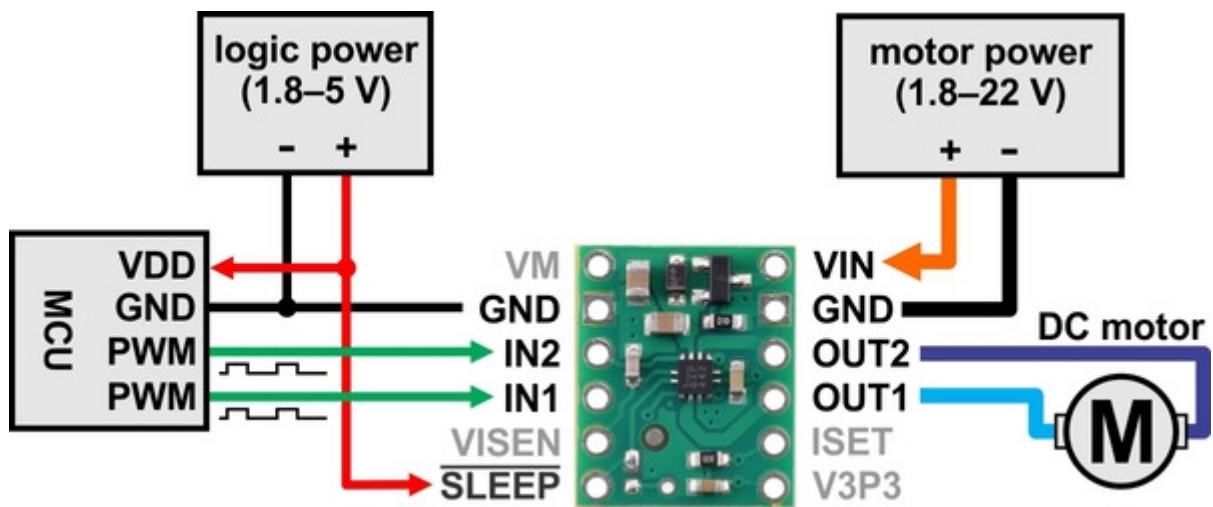 logic power
(1.8–5 V)
- +
motor power
(1.8–22 V)
+ -
MCU
VDD
GND
PWM
PWM
VM
GND
IN2
IN1
VISEN
SLEEP
VIN
GND
OUT2
OUT1
ISET
V3P3
DC motor
M